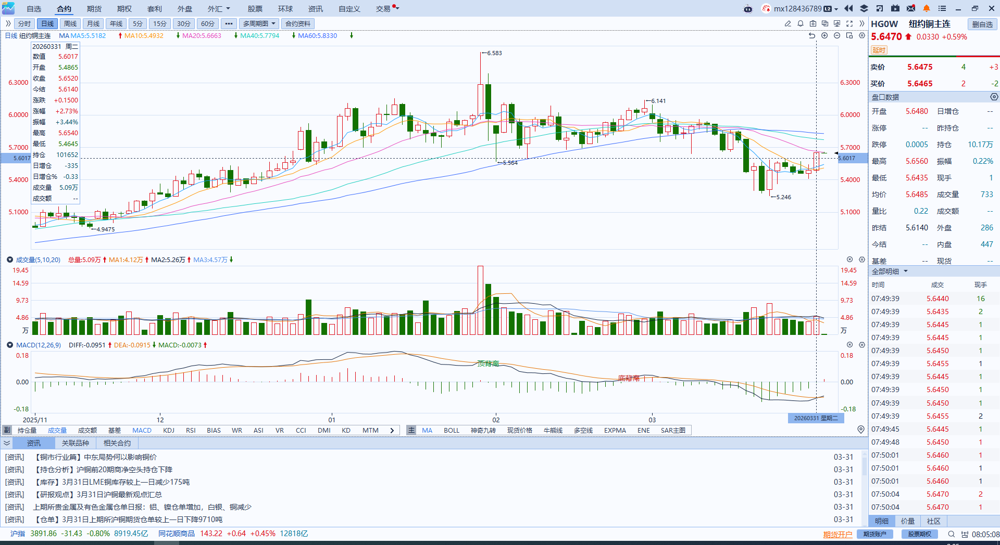 自选 合约 期货 期权 套利 外盘 外汇 股票 环球 资讯 自定义 交易 mx128436789 L2
分时 日线 周线 月线 年线 5分 15分 30分 60分 ••• 多周期图 合约资料
日线 纽约铜主连 MA MA5:5.5182 MA10:5.4932 MA20:5.6663 MA40:5.7794 MA60:5.8330
20260331 周二
数值 5.6017
开盘 5.4865
收盘 5.6520
今结 5.6140
涨跌 +0.1500
涨幅 +2.73%
振幅 +3.44%
最高 5.6540
最低 5.4645
持仓 101652
日增仓 -335
日增仓% -0.33
成交量 5.09万
成交额 --
6.3000
6.0000
5.7000
5.6017
5.4000
5.1000
6.583
6.141
5.564
5.246
4.9475
6.3000
6.0000
5.7000
5.6017
5.4000
5.1000
成交量(5,10,20) 总量:5.09万 MA1:4.12万 MA2:5.26万 MA3:4.57万
19.45
14.59
9.73
4.86
万
19.45
14.59
9.73
4.86
万
MACD(12,26,9) DIFF:-0.0951 DEA:-0.0915 MACD:-0.0073
0.18
0.00
-0.18
顶背离
底背离
0.18
0.00
-0.18
2025/11 12 01 02 03 20260331 星期二
副 持仓量 成交量 成交额 基差 MACD KDJ RSI BIAS WR ASI VR CCI DMI KD MTM 主 MA BOLL 神奇九转 现货价格 牛熊线 多空线 EXPMA ENE SAR主图
资讯 关联品种 相关合约
[资讯] 【铜市行业篇】中东局势何以影响铜价 03-31
[资讯] 【持仓分析】沪铜前20期商净空头持仓下降 03-31
[资讯] 【库存】3月31日LME铜库存较上一日减少175吨 03-31
[资讯] 【研报观点】3月31日沪铜最新观点汇总 03-31
[资讯] 上期所贵金属及有色金属仓单日报：铝、镍仓单增加，白银、铜减少 03-31
[资讯] 【仓单】3月31日上期所沪铜期货仓单较上一日下降9710吨 03-31
HG0W 纽约铜主连 删自选
5.6470 0.0330 +0.59%
延时
卖价 5.6475 4 +3
买价 5.6465 2 -2
盘口数据
开盘 5.6480 日增仓 --
涨停 -- 昨持仓 --
跌停 0.0005 持仓 10.17万
最高 5.6560 振幅 0.22%
最低 5.6435 现手 1
均价 5.6485 成交量 733
量比 0.22 成交额 --
昨结 5.6140 外盘 286
今结 -- 内盘 447
基差 -- 现货 --
全部明细
时间 成交 现手
07:49:39 5.6440 16
07:49:39 5.6435 2
07:49:39 5.6445 1
07:49:39 5.6445 1
07:49:39 5.6450 1
07:49:39 5.6455 1
07:49:39 5.6445 1
07:49:39 5.6450 1
07:49:39 5.6450 1
07:49:39 5.6455 2
07:49:45 5.6445 1
07:49:48 5.6450 1
07:50:01 5.6460 1
07:50:01 5.6460 1
07:50:01 5.6460 1
07:50:04 5.6470 2
07:50:04 5.6470 1
明细 价量 社区
沪指 3891.86 -31.43 -0.80% 8919.45亿 同花顺商品 143.22 +0.64 +0.45% 12818亿 期货开户 期货账户 股票期权 08:05:08